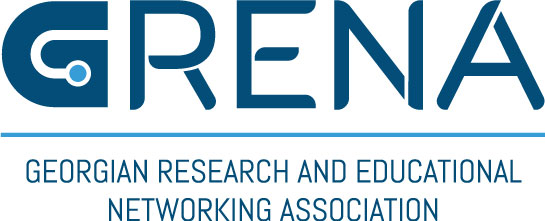 GRENA
GEORGIAN RESEARCH AND EDUCATIONAL
NETWORKING ASSOCIATION